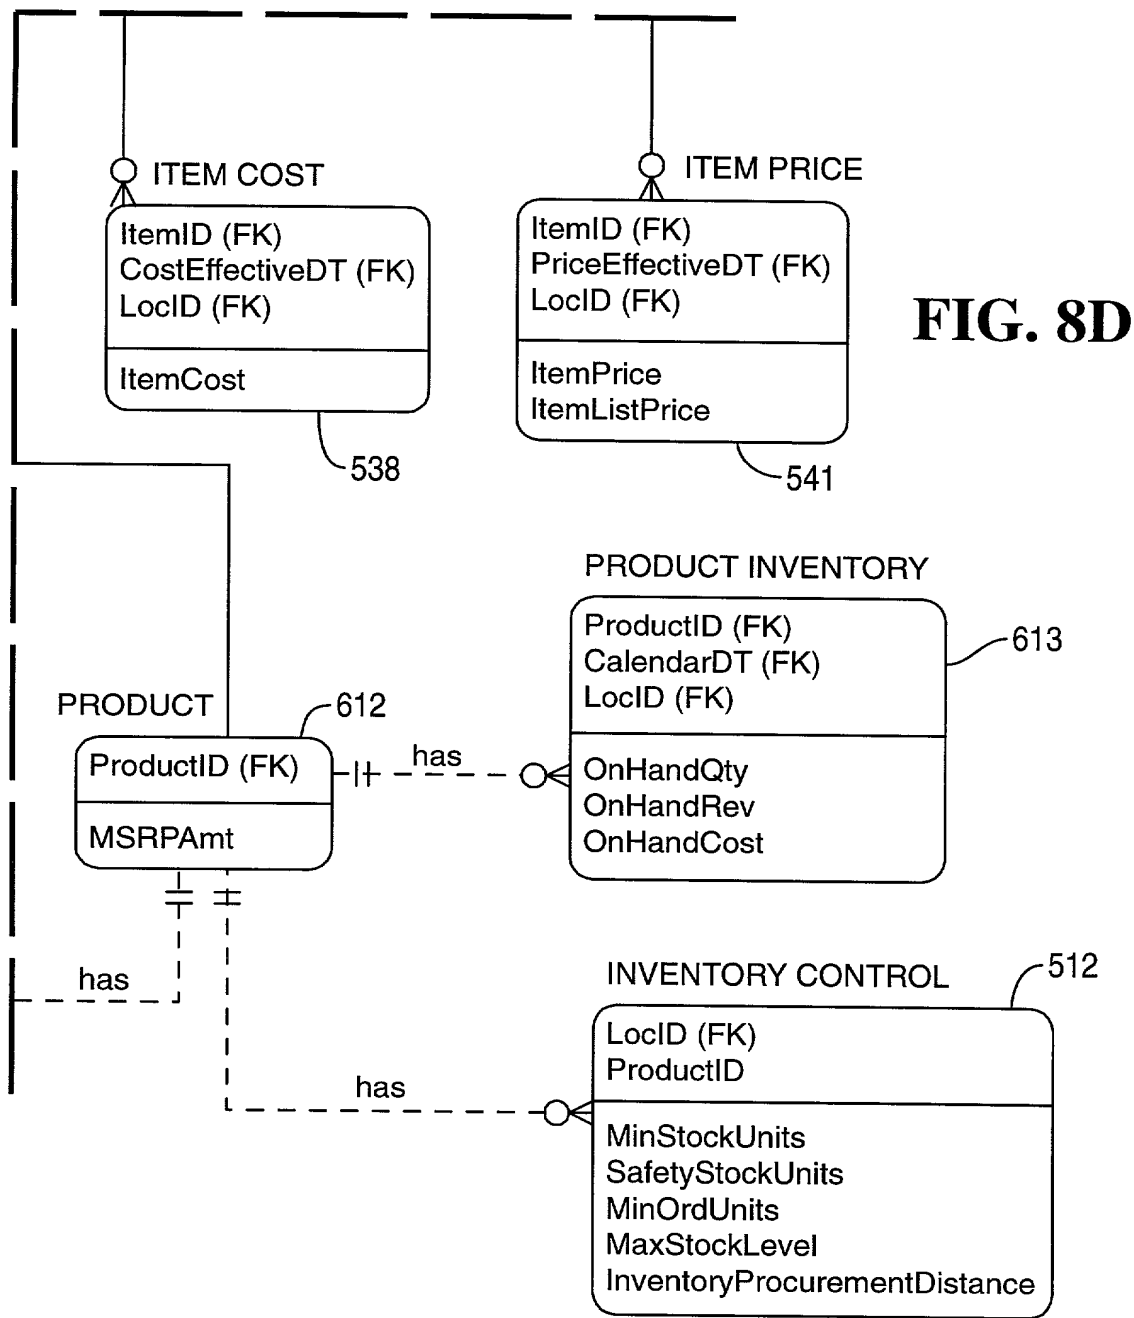 ITEM COST
ItemID (FK)
CostEffectiveDT (FK)
LocID (FK)
ItemCost
538
ITEM PRICE
ItemID (FK)
PriceEffectiveDT (FK)
LocID (FK)
ItemPrice
ItemListPrice
541
FIG. 8D
PRODUCT
612
ProductID (FK)
MSRPAmt
has
PRODUCT INVENTORY
613
ProductID (FK)
CalendarDT (FK)
LocID (FK)
OnHandQty
OnHandRev
OnHandCost
has
has
INVENTORY CONTROL
512
LocID (FK)
ProductID
MinStockUnits
SafetyStockUnits
MinOrdUnits
MaxStockLevel
InventoryProcurementDistance